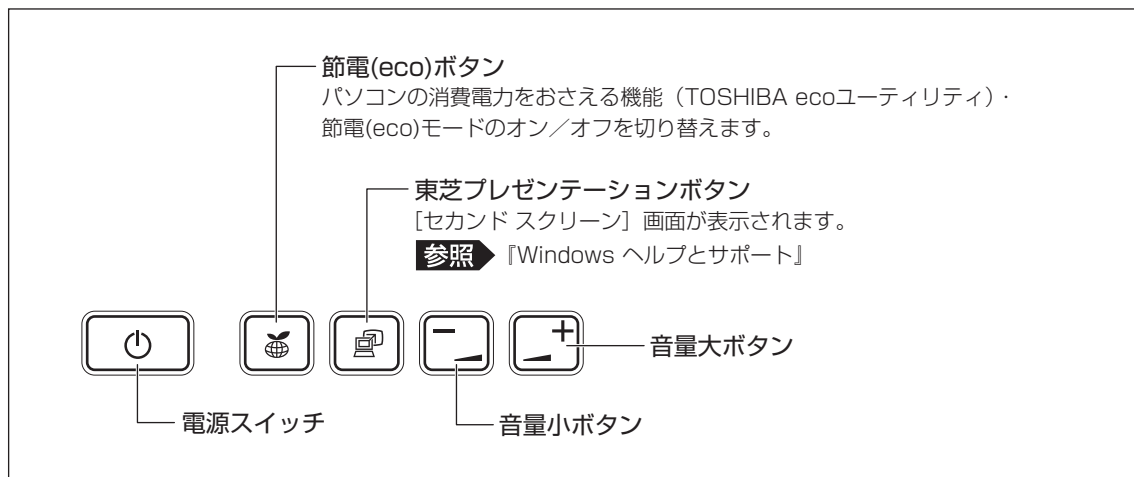 節電(eco)ボタン
パソコンの消費電力をおさえる機能（TOSHIBA ecoユーティリティ）・
節電(eco)モードのオン／オフを切り替えます。
東芝プレゼンテーションボタン
［セカンド スクリーン］画面が表示されます。
参照 『Windows ヘルプとサポート』
音量大ボタン
電源スイッチ
音量小ボタン